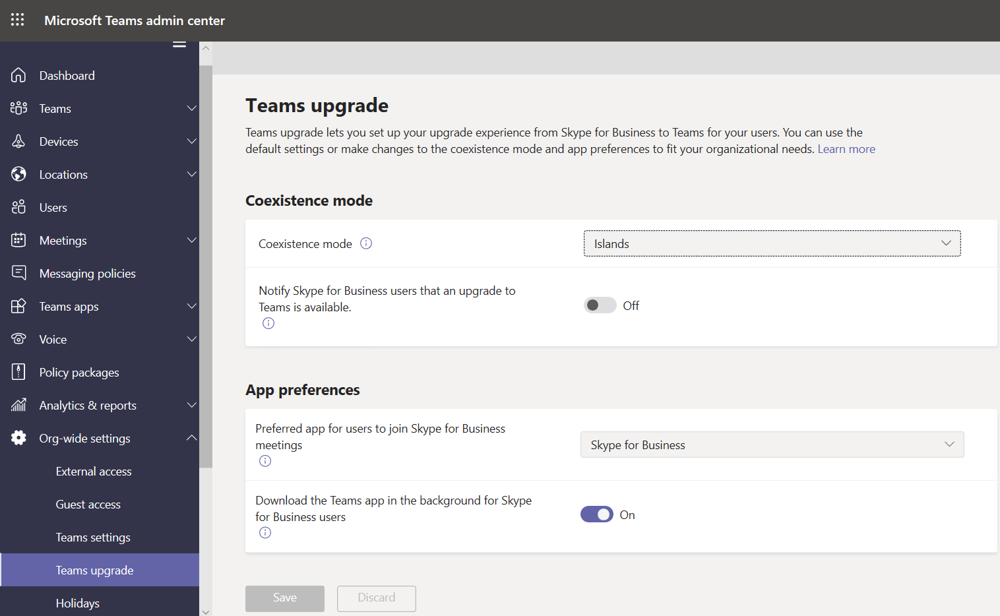 Microsoft Teams admin center
Dashboard
Teams
Devices
Locations
Users
Meetings
Messaging policies
Teams apps
Voice
Policy packages
Analytics & reports
Org-wide settings
External access
Guest access
Teams settings
Teams upgrade
Holidays
Teams upgrade
Teams upgrade lets you set up your upgrade experience from Skype for Business to Teams for your users. You can use the
default settings or make changes to the coexistence mode and app preferences to fit your organizational needs. Learn more
Coexistence mode
Coexistence mode
Islands
Notify Skype for Business users that an upgrade to
Teams is available.
Off
App preferences
Preferred app for users to join Skype for Business
meetings
Skype for Business
Download the Teams app in the background for Skype
for Business users
On
Save
Discard